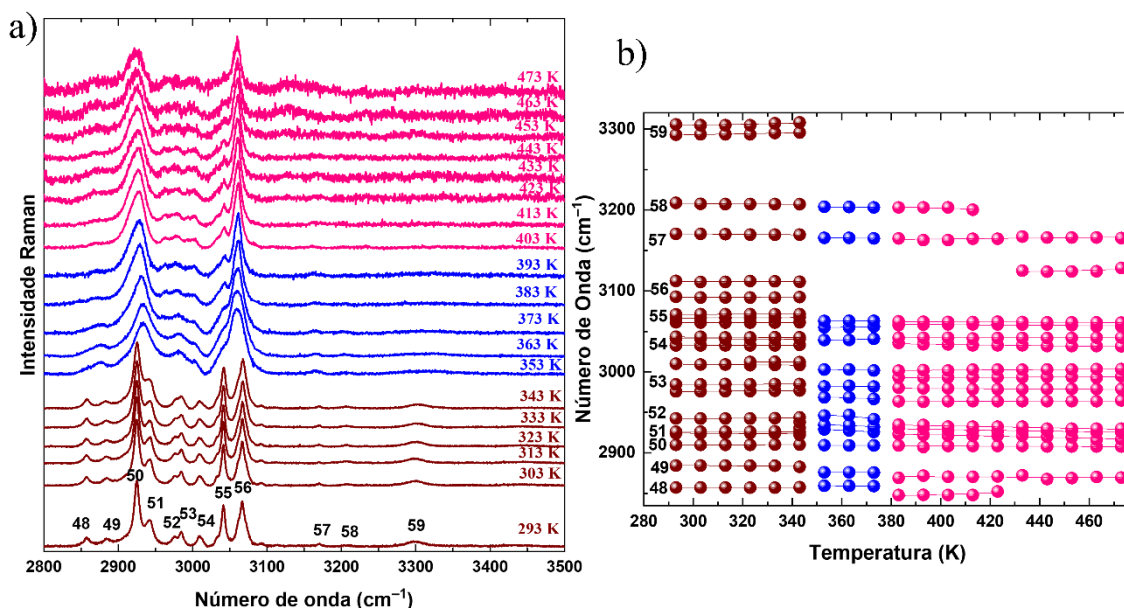 a)
Intensidade Raman
473 K
463 K
453 K
443 K
433 K
423 K
413 K
403 K
393 K
383 K
373 K
363 K
353 K
343 K
333 K
323 K
313 K
303 K
293 K
48
49
50
51
52
53
54
55
56
57
58
59
2800 2900 3000 3100 3200 3300 3400 3500
Número de onda (cm⁻¹)
b)
Número de Onda (cm⁻¹)
3300
3200
3100
3000
2900
59
58
57
56
55
54
53
52
51
50
49
48
280 300 320 340 360 380 400 420 440 460
Temperatura (K)